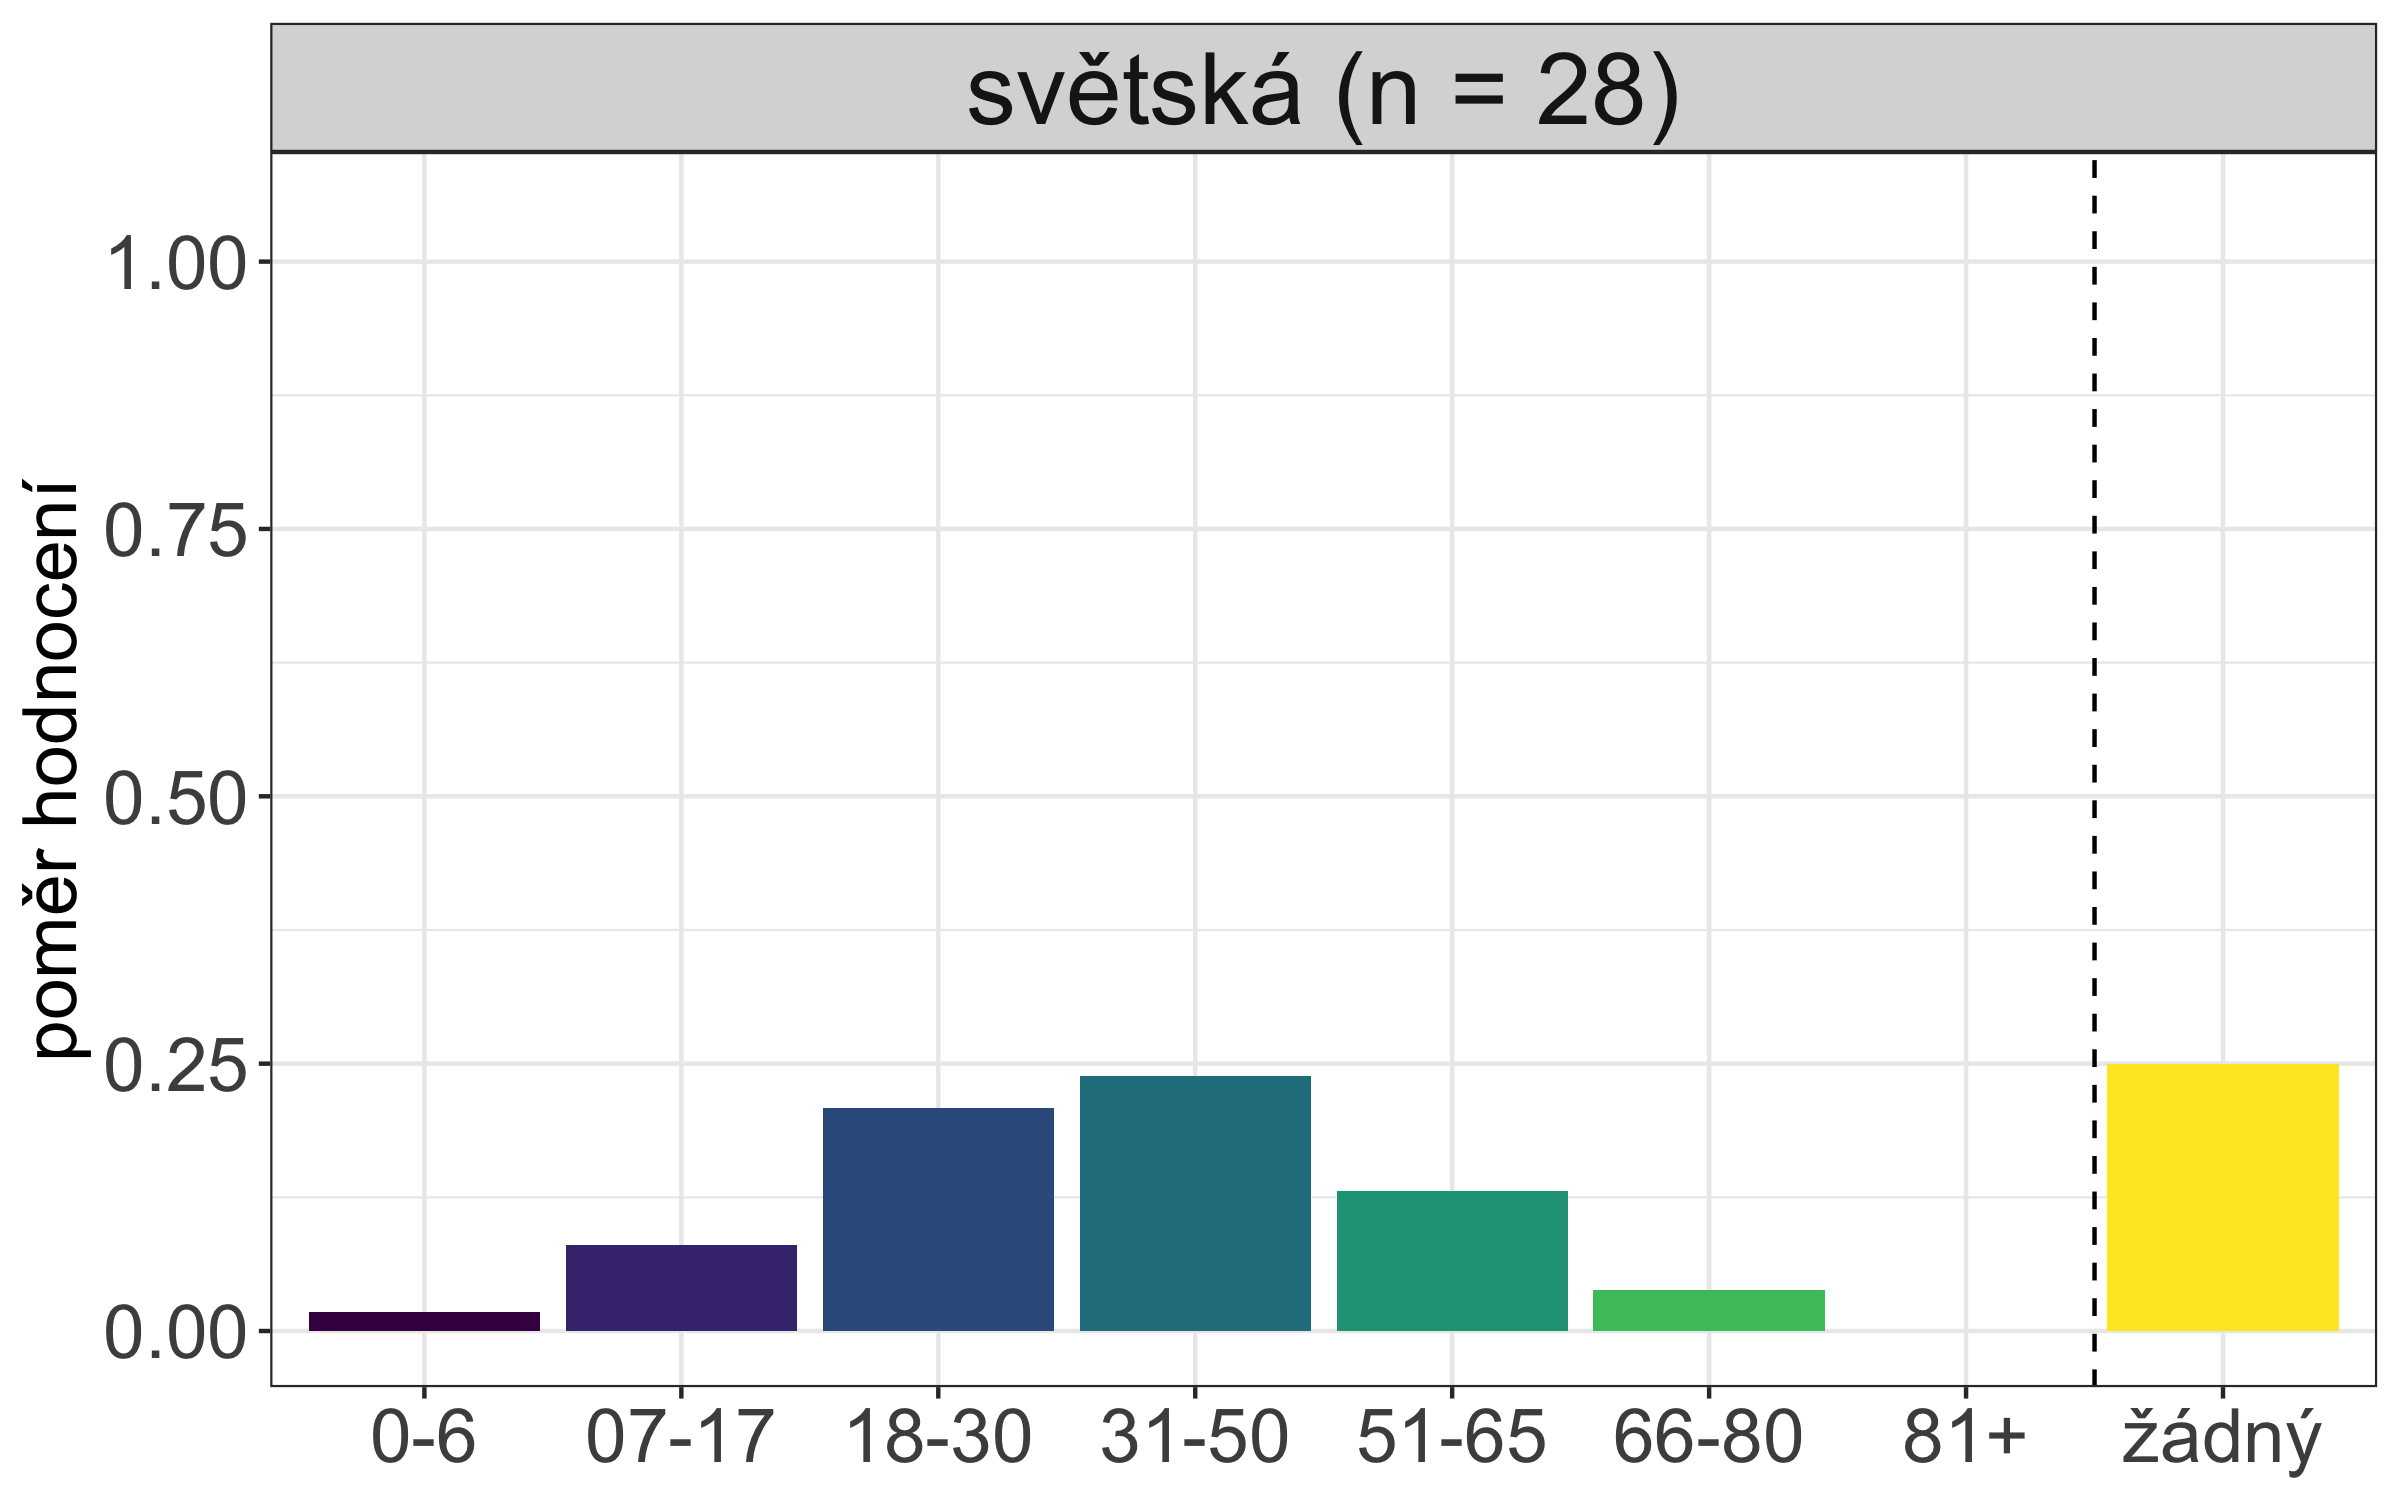 světská (n = 28)
poměr hodnocení
1.00
0.75
0.50
0.25
0.00
0-6 07-17 18-30 31-50 51-65 66-80 81+ žádný